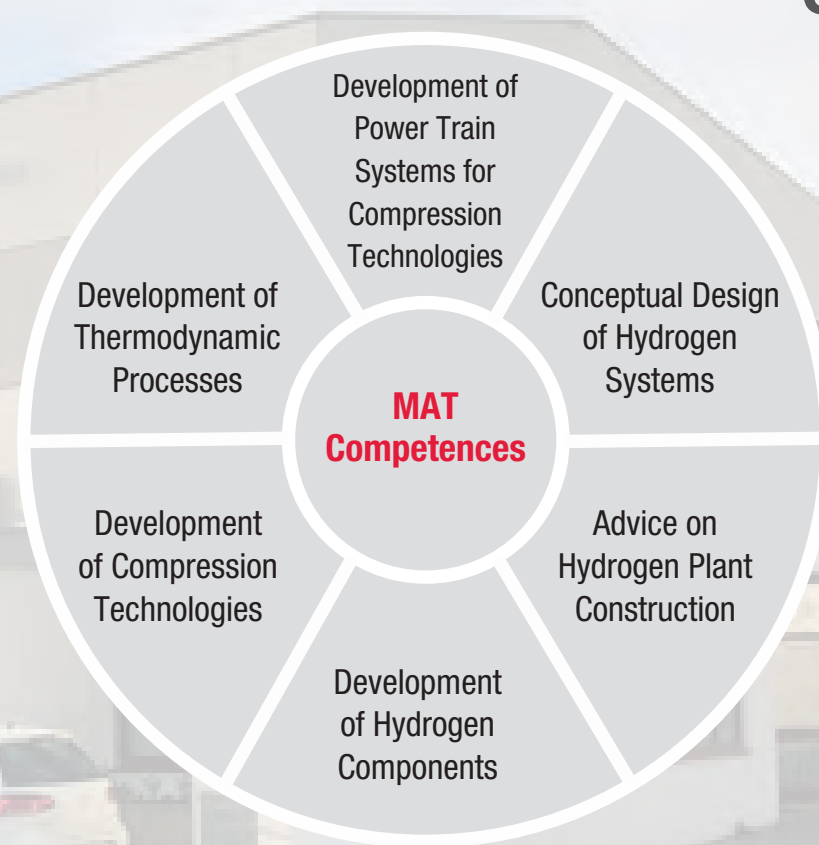 Development of
Power Train
Systems for
Compression
Technologies
Conceptual Design
of Hydrogen
Systems
Advice on
Hydrogen Plant
Construction
Development
of Hydrogen
Components
Development
of Compression
Technologies
Development of
Thermodynamic
Processes
MAT
Competences